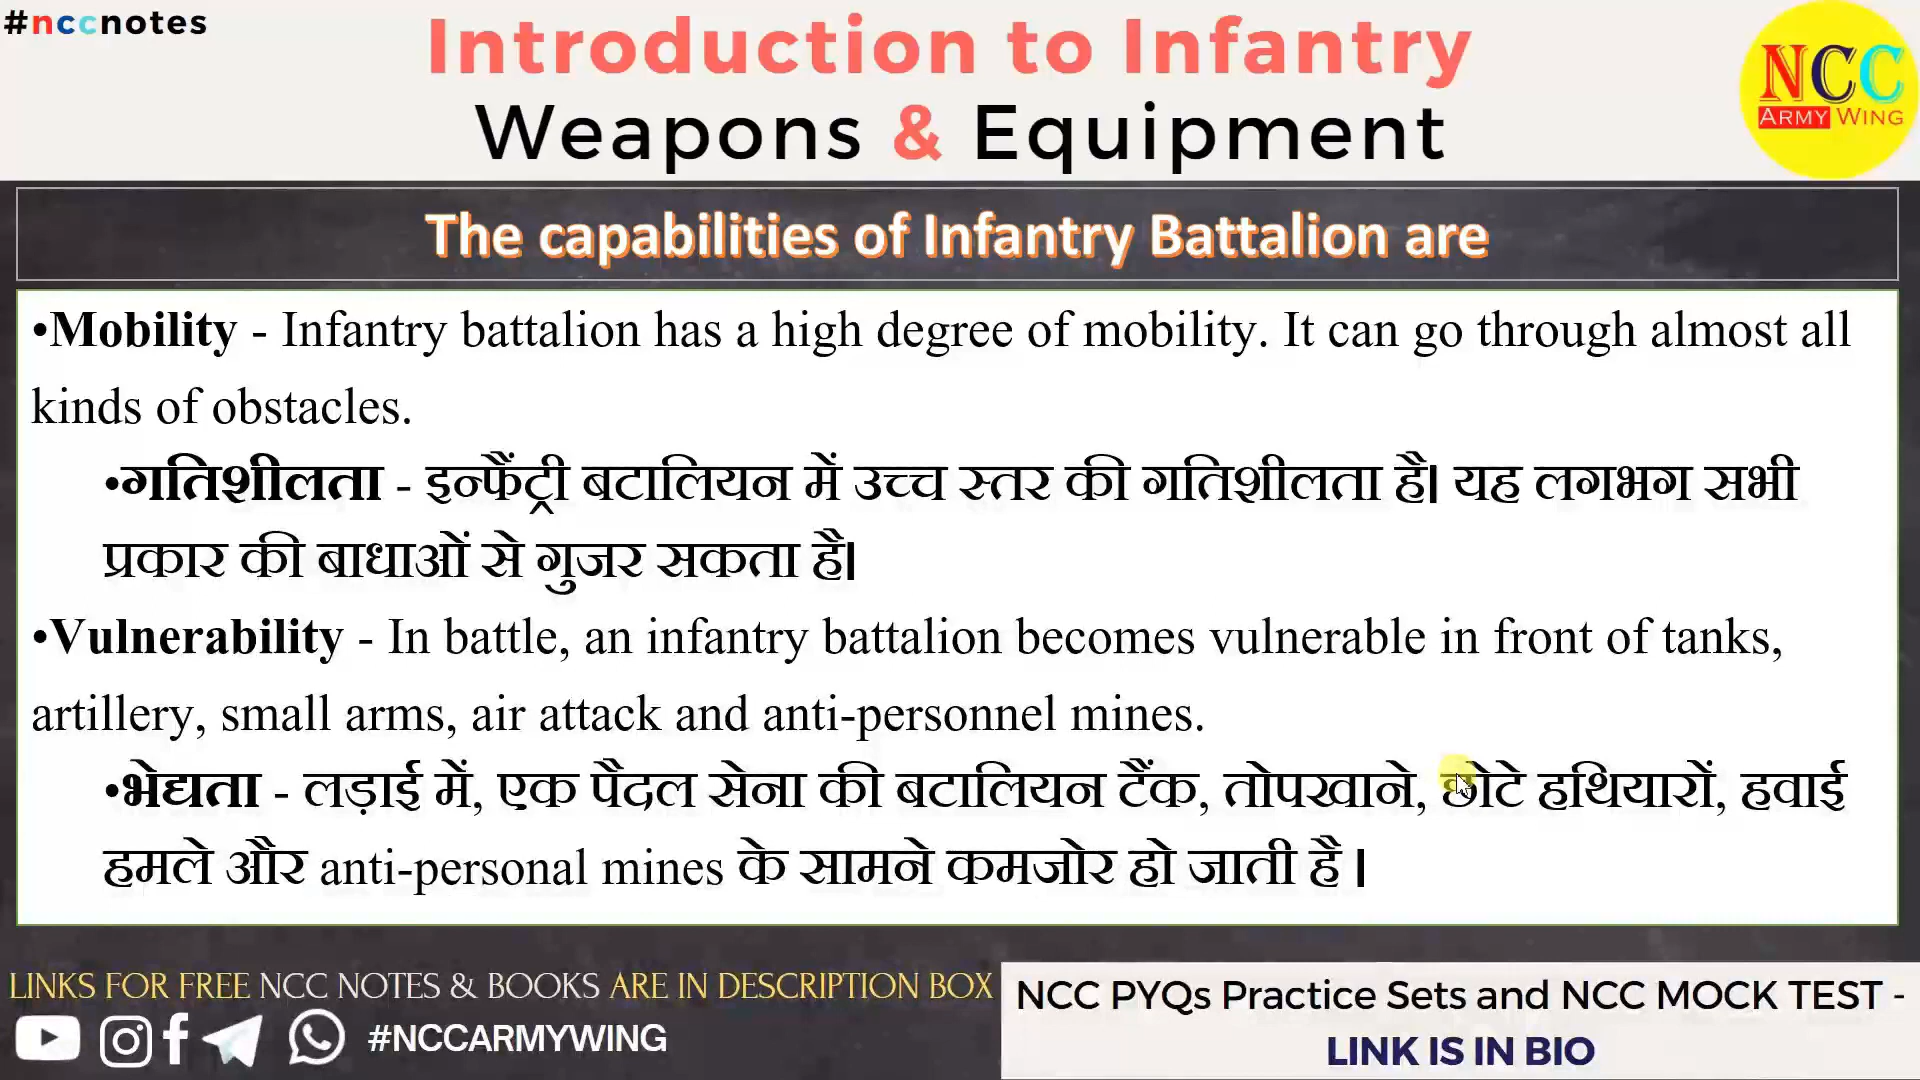 #nccnotes
Introduction to Infantry
Weapons & Equipment
NCC
ARMY WING
The capabilities of Infantry Battalion are
•Mobility - Infantry battalion has a high degree of mobility. It can go through almost all
kinds of obstacles.
•गतिशीलता - इन्फैंट्री बटालियन में उच्च स्तर की गतिशीलता है। यह लगभग सभी
प्रकार की बाधाओं से गुजर सकता है।
•Vulnerability - In battle, an infantry battalion becomes vulnerable in front of tanks,
artillery, small arms, air attack and anti-personnel mines.
•भेद्यता - लड़ाई में, एक पैदल सेना की बटालियन टैंक, तोपखाने, छोटे हथियारों, हवाई
हमले और anti-personal mines के सामने कमजोर हो जाती है ।
LINKS FOR FREE NCC NOTES & BOOKS ARE IN DESCRIPTION BOX
#NCCARMYWING
NCC PYQs Practice Sets and NCC MOCK TEST -
LINK IS IN BIO